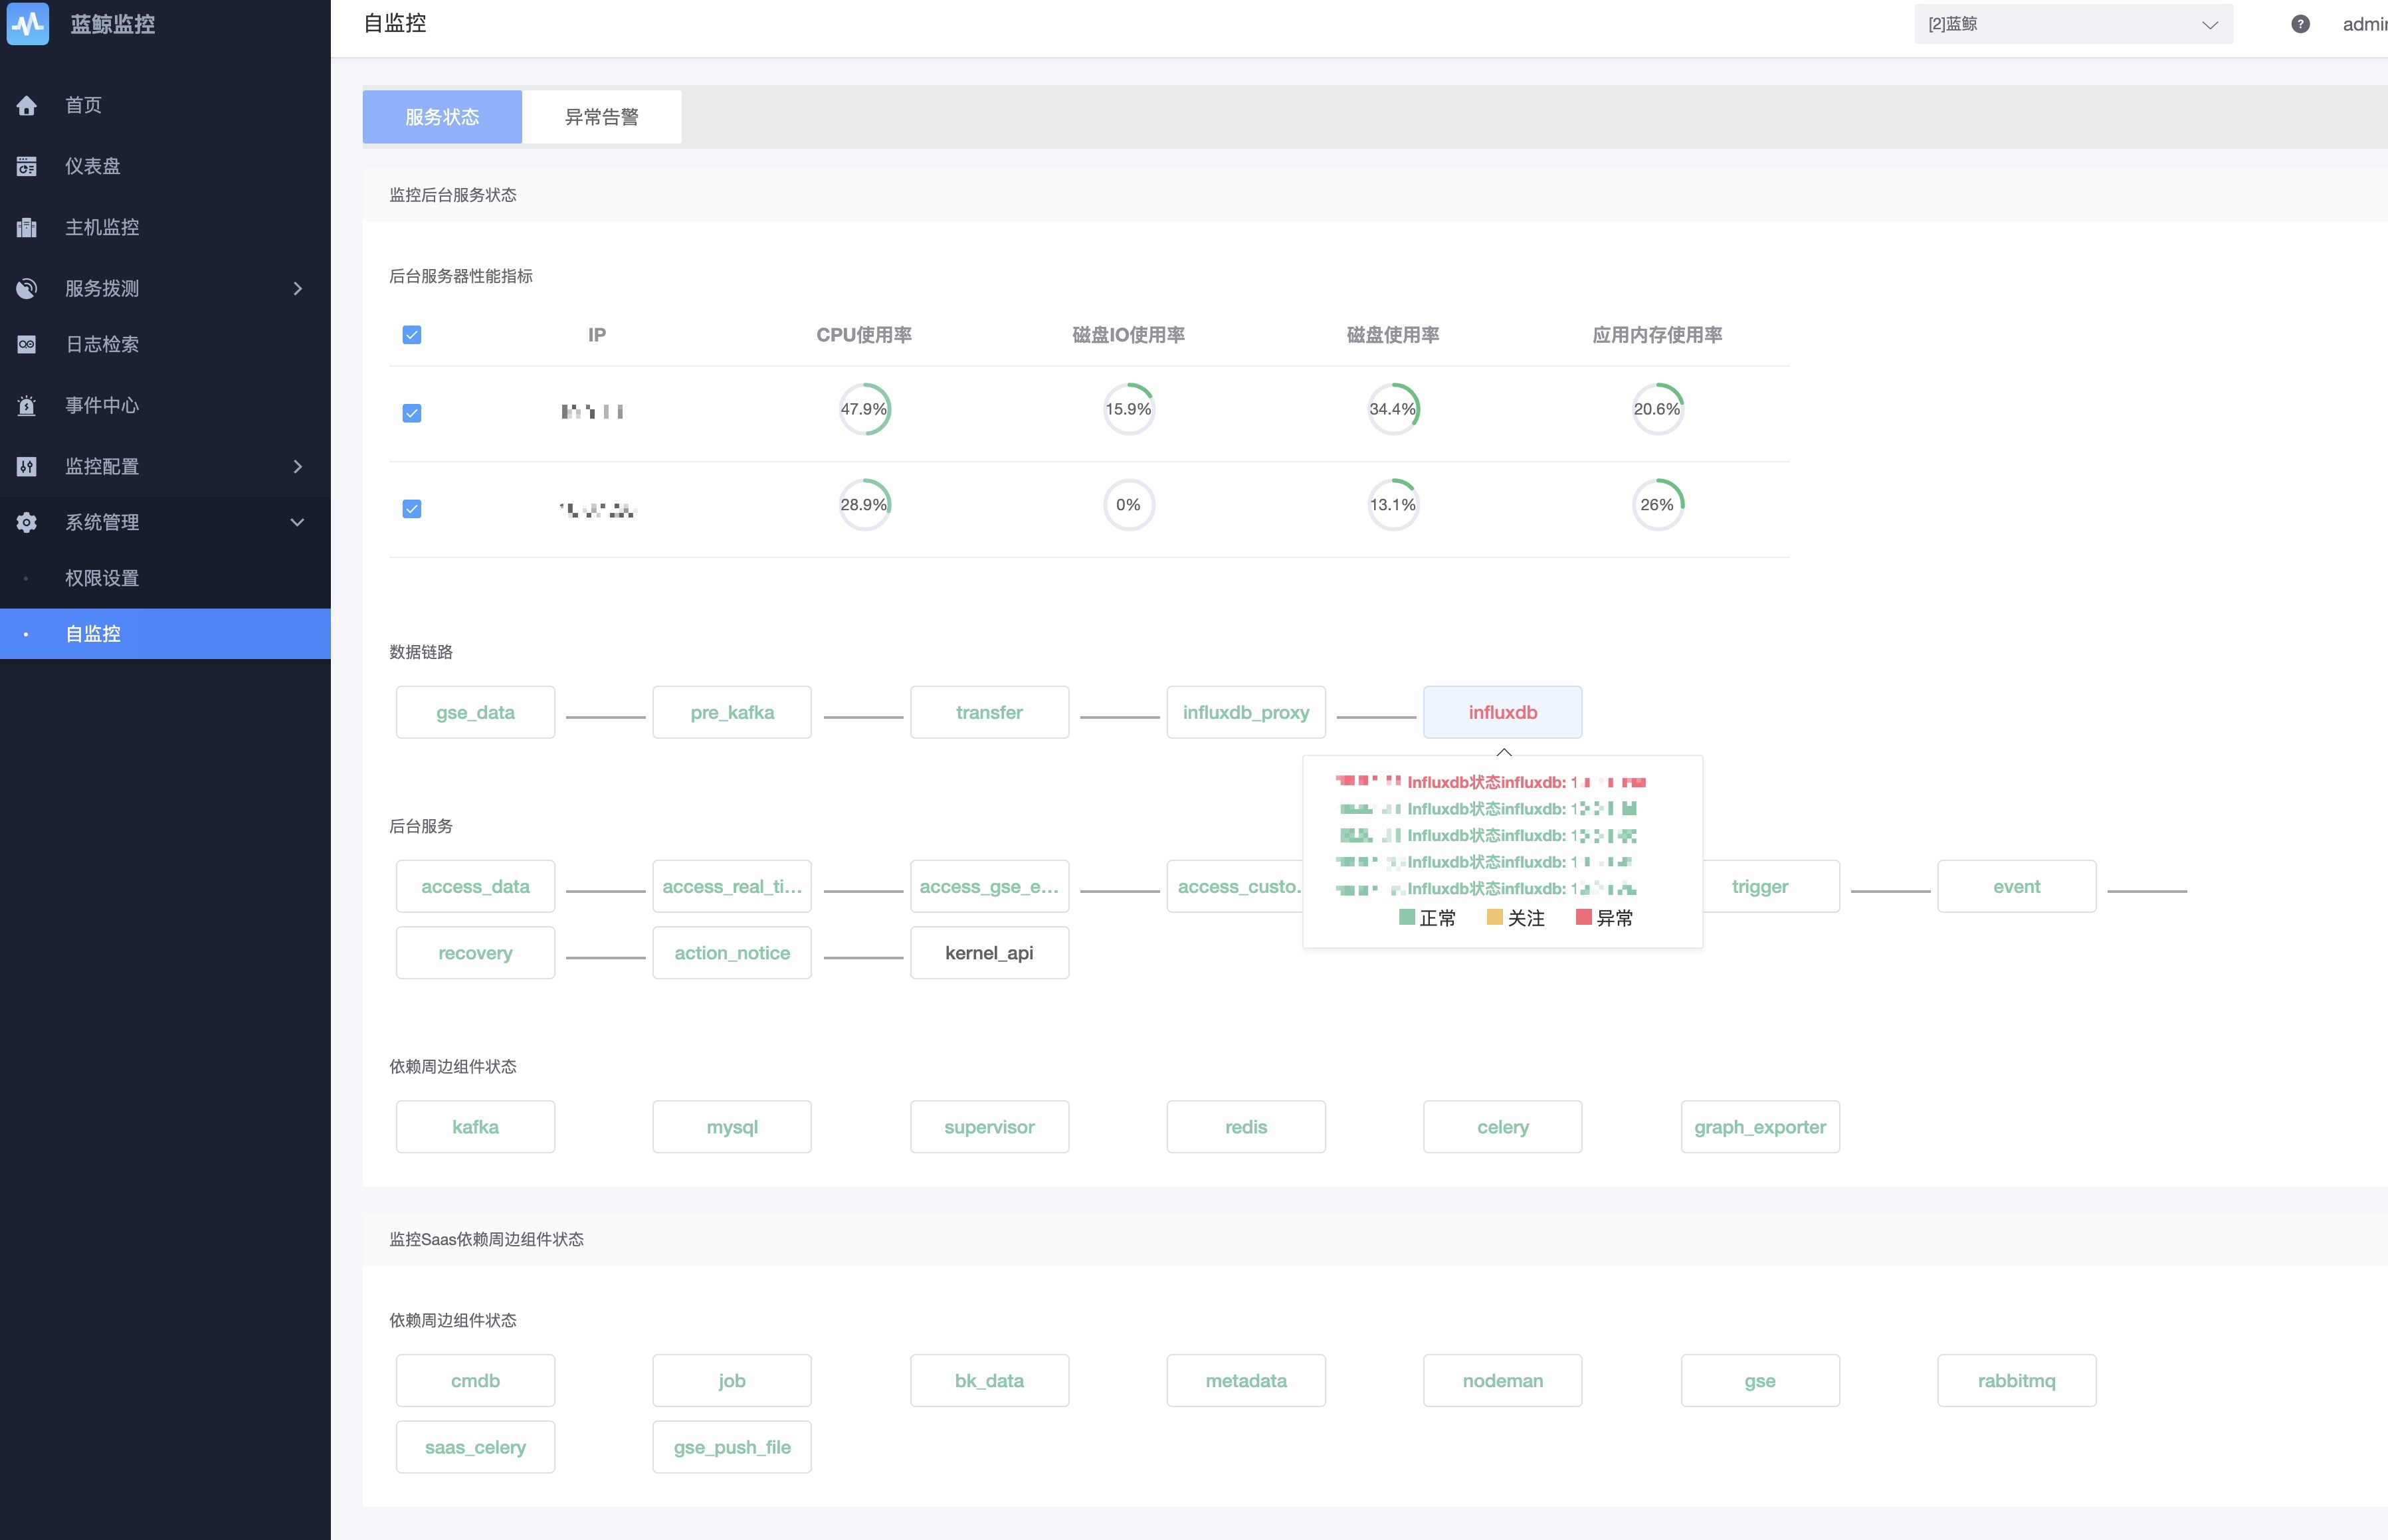 蓝鲸监控
自监控
[2]蓝鲸
?
首页
仪表盘
主机监控
服务拨测
日志检索
事件中心
监控配置
系统管理
权限设置
自监控
服务状态 异常告警
监控后台服务状态
后台服务器性能指标
IP CPU使用率 磁盘IO使用率 磁盘使用率 应用内存使用率
47.9% 15.9% 34.4% 20.6%
28.9% 0% 13.1% 26%
数据链路
gse_data pre_kafka transfer influxdb_proxy influxdb
Influxdb状态influxdb: 1
Influxdb状态influxdb: 1
Influxdb状态influxdb: 1
Influxdb状态influxdb: 1
Influxdb状态influxdb: 1
正常 关注 异常
后台服务
access_data access_real_ti... access_gse_e... access_custo. trigger event
recovery action_notice kernel_api
依赖周边组件状态
kafka mysql supervisor redis celery graph_exporter
监控Saas依赖周边组件状态
依赖周边组件状态
cmdb job bk_data metadata nodeman gse rabbitmq
saas_celery gse_push_file